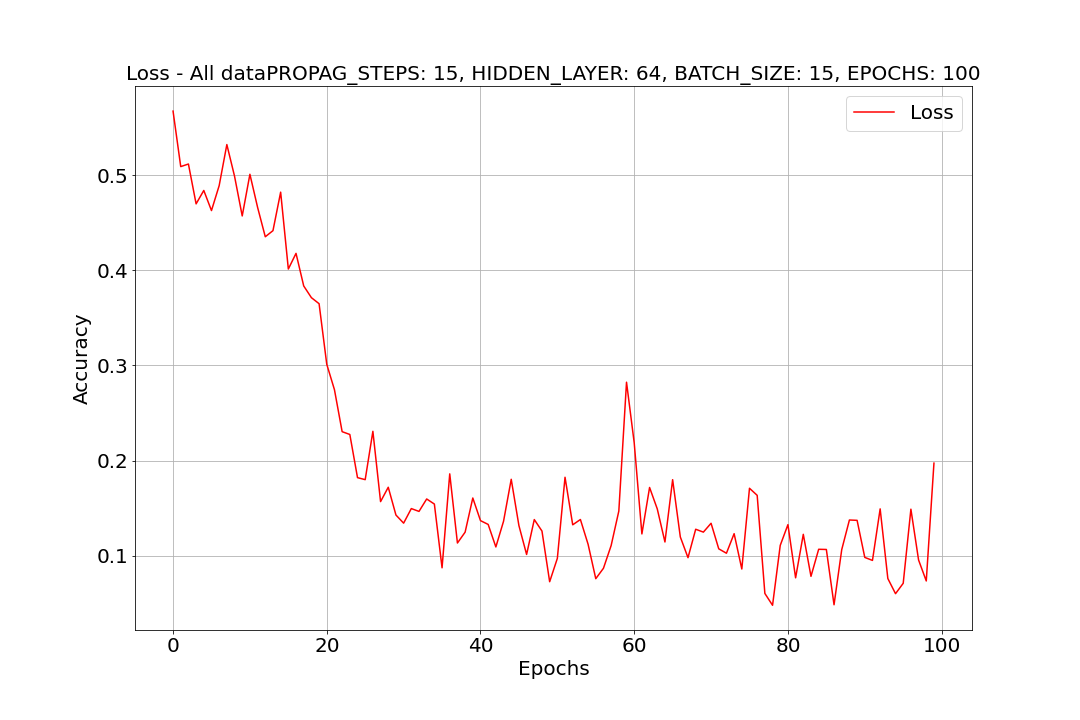 Loss - All dataPROPAG_STEPS: 15, HIDDEN_LAYER: 64, BATCH_SIZE: 15, EPOCHS: 100
Loss
0.5
0.4
0.3
0.2
0.1
Accuracy
0 20 40 60 80 100
Epochs